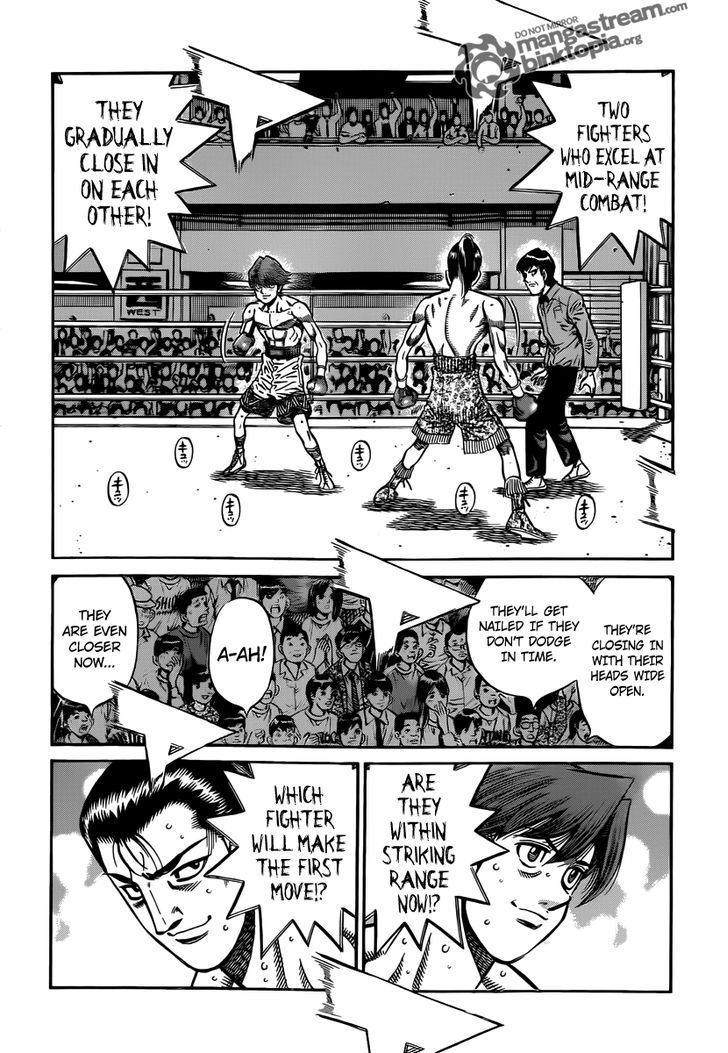 DO NOT MIRROR
mangastream.com
binktopia.org
TWO
FIGHTERS
WHO EXCEL AT
MID-RANGE
COMBAT!
THEY
GRADUALLY
CLOSE IN
ON EACH
OTHER!
WEST
THEY'RE
CLOSING IN
WITH THEIR
HEADS WIDE
OPEN.
THEY'LL GET
NAILED IF THEY
DON'T DODGE
IN TIME.
A-AH!
THEY
ARE EVEN
CLOSER
NOW...
ARE
THEY
WITHIN
STRIKING
RANGE
NOW!?
WHICH
FIGHTER
WILL MAKE
THE FIRST
MOVE!?